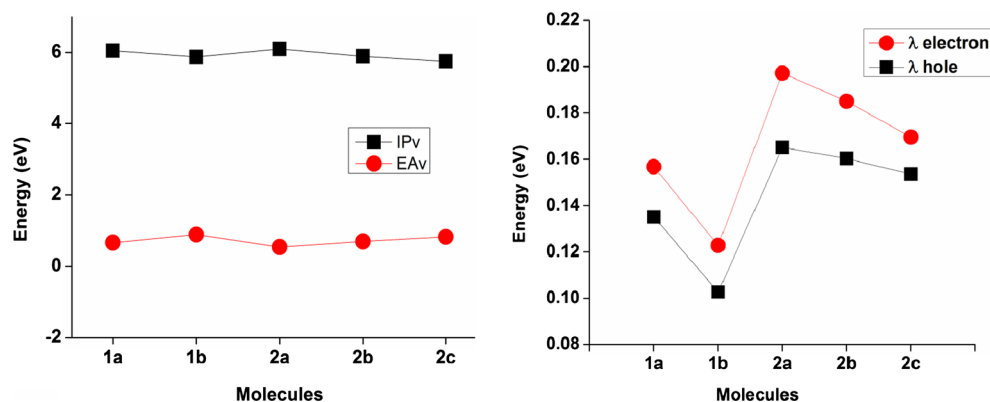 6
4
2
0
-2
Energy (eV)
IPv
EAv
1a 1b 2a 2b 2c
Molecules
0.22
0.20
0.18
0.16
0.14
0.12
0.10
0.08
Energy (eV)
λ electron
λ hole
1a 1b 2a 2b 2c
Molecules